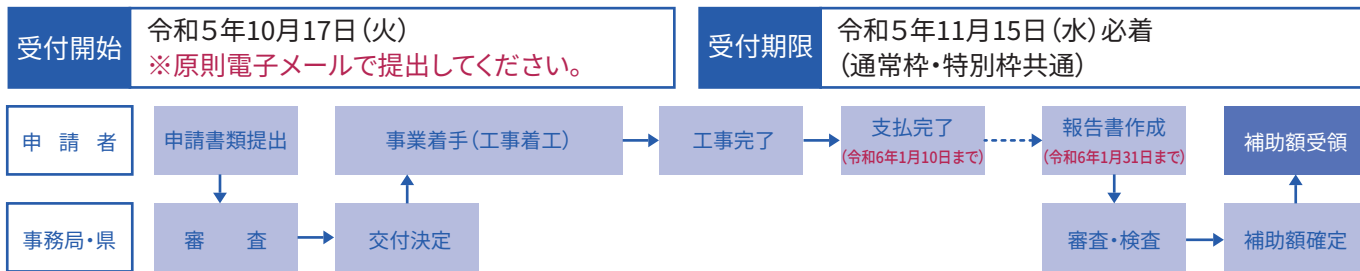 受付開始
令和5年10月17日(火)
※原則電子メールで提出してください。
受付期限
令和5年11月15日(水)必着
(通常枠・特別枠共通)
申 請 者
申請書類提出
事業着手(工事着工)
工事完了
支払完了
(令和6年1月10日まで)
報告書作成
(令和6年1月31日まで)
補助額受領
事務局・県
審 査
交付決定
審査・検査
補助額確定